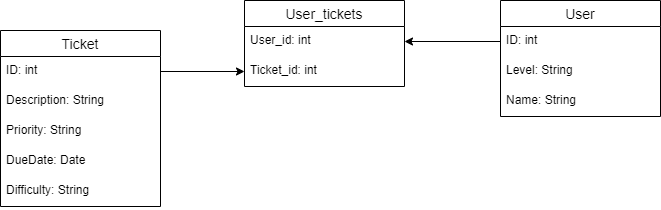 Ticket
ID: int
Description: String
Priority: String
DueDate: Date
Difficulty: String
User_tickets
User_id: int
Ticket_id: int
User
ID: int
Level: String
Name: String